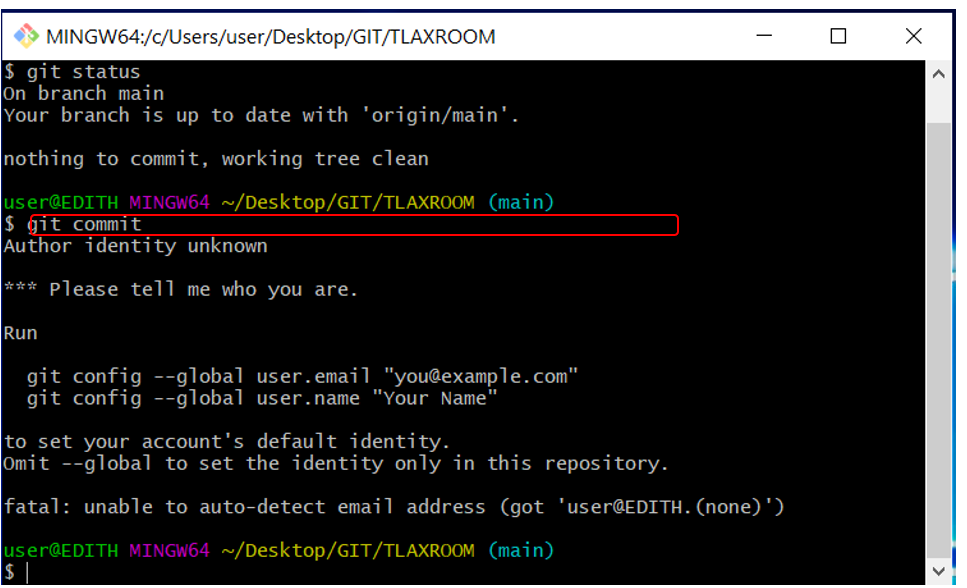 MINGW64:/c/Users/user/Desktop/GIT/TLAXROOM
$ git status
On branch main
Your branch is up to date with 'origin/main'.
nothing to commit, working tree clean
user@EDITH MINGW64 ~/Desktop/GIT/TLAXROOM (main)
$ git commit
Author identity unknown
*** Please tell me who you are.
Run
git config --global user.email "you@example.com"
git config --global user.name "Your Name"
to set your account's default identity.
Omit --global to set the identity only in this repository.
fatal: unable to auto-detect email address (got 'user@EDITH.(none)')
user@EDITH MINGW64 ~/Desktop/GIT/TLAXROOM (main)
$